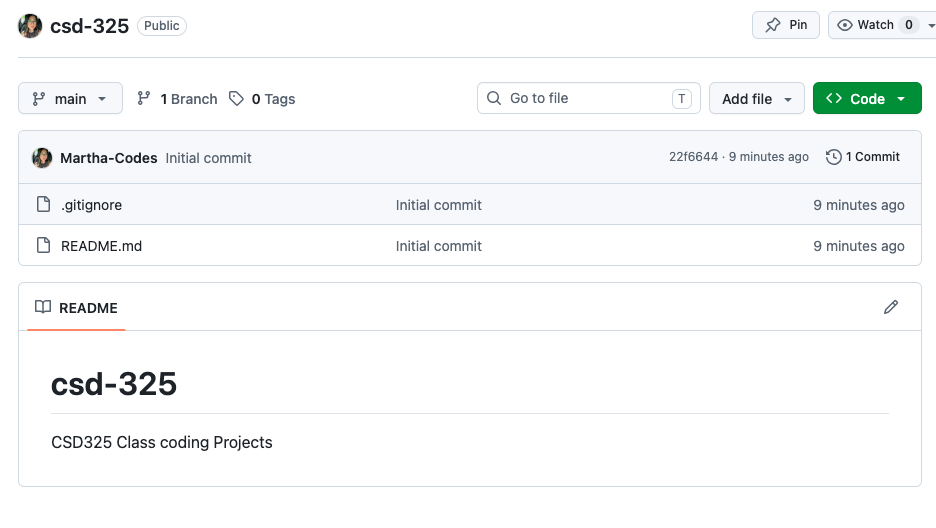 csd-325 Public Pin Watch 0
main 1 Branch 0 Tags Go to file T Add file Code
Martha-Codes Initial commit 22f6644 · 9 minutes ago 1 Commit
.gitignore Initial commit 9 minutes ago
README.md Initial commit 9 minutes ago
README
csd-325
CSD325 Class coding Projects